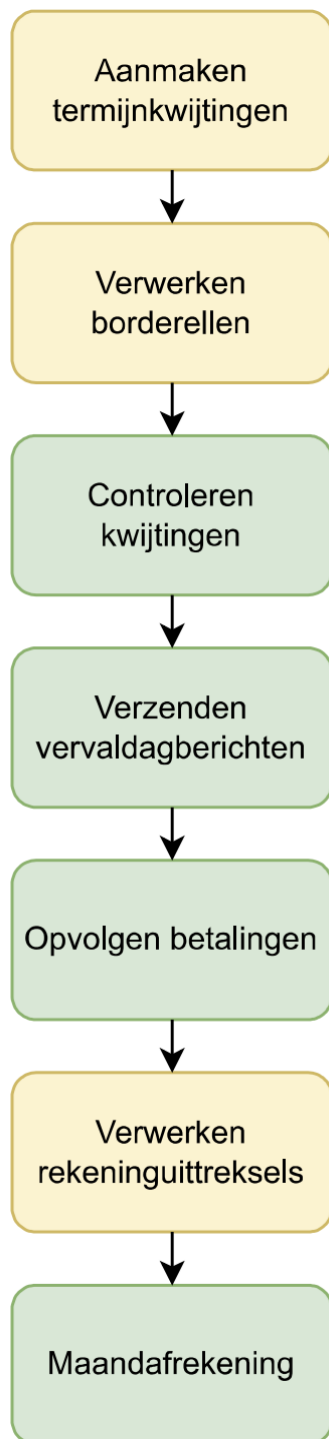 Aanmaken
termijnkwijtingen
Verwerken
borderellen
Controleren
kwijtingen
Verzenden
vervaldagberichten
Opvolgen betalingen
Verwerken
rekeninguittreksels
Maandafrekening